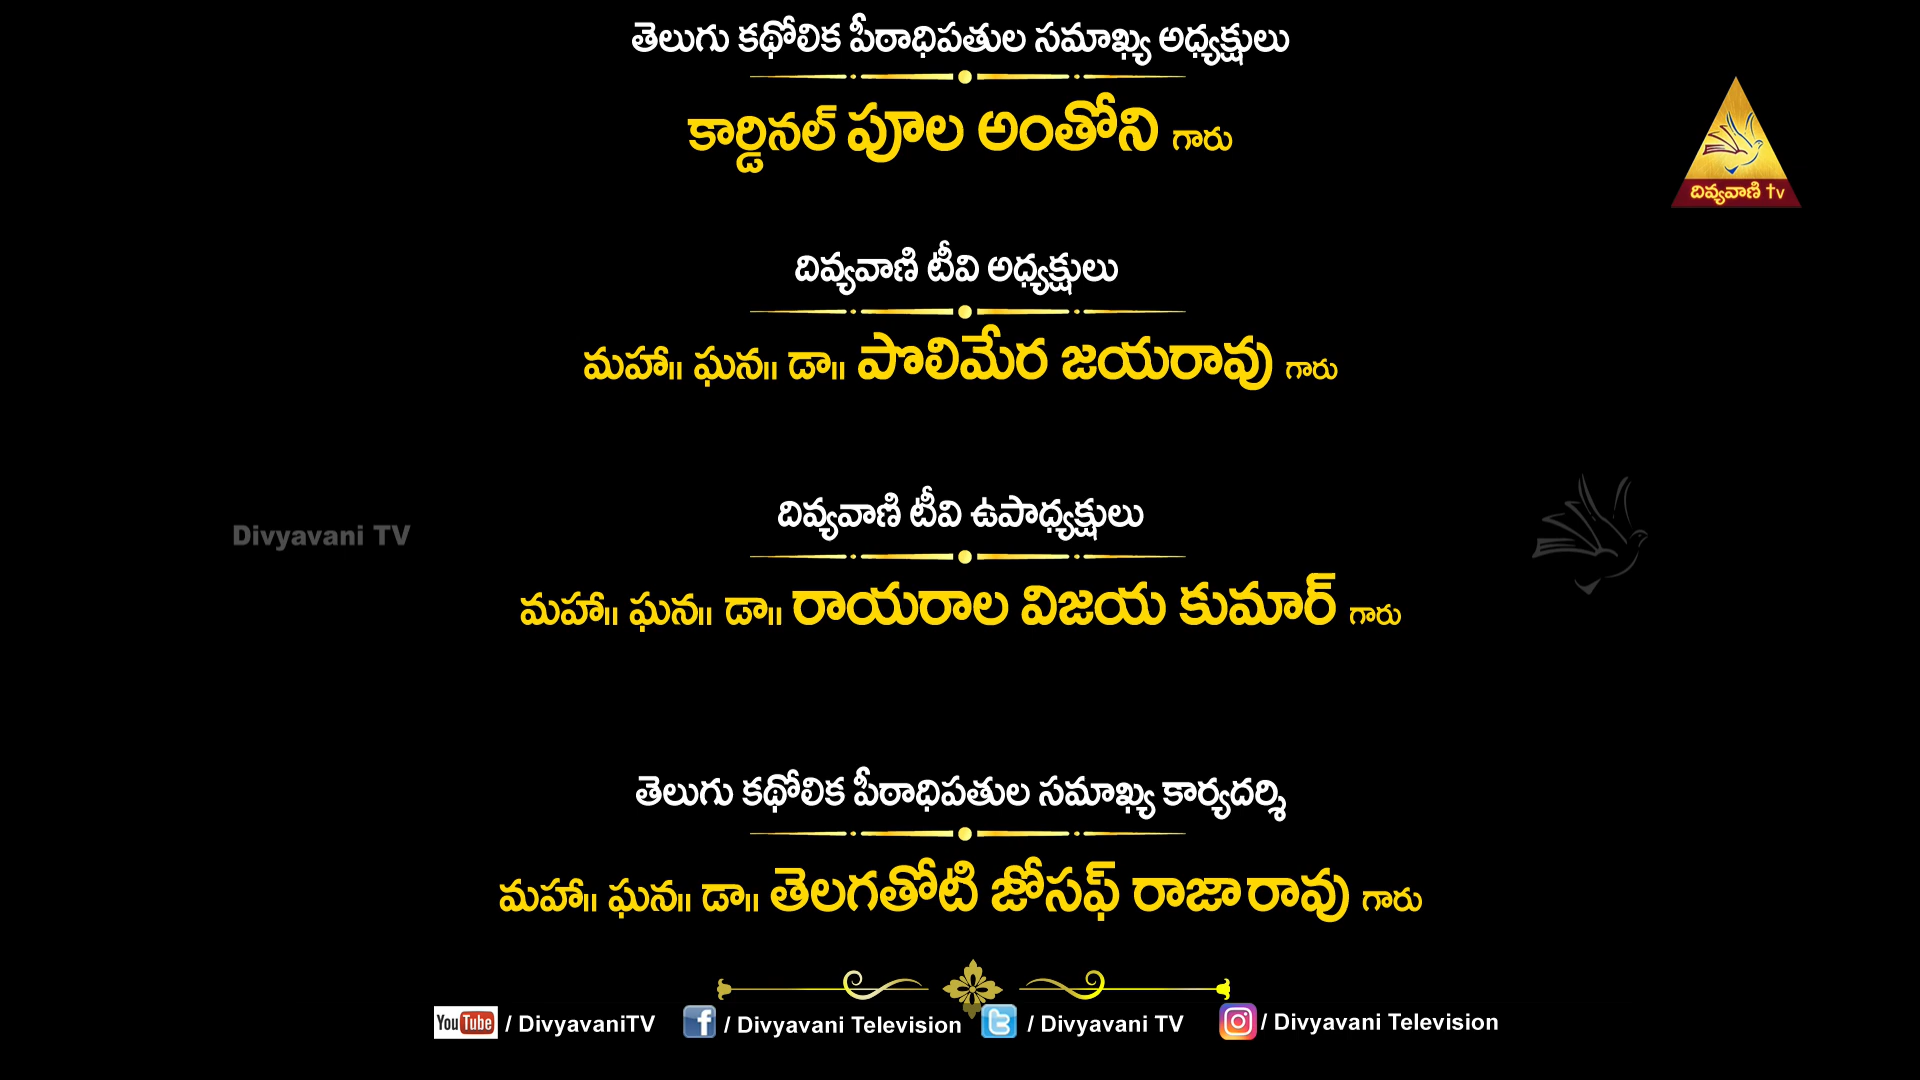 తెలుగు కథోలిక పీఠాధిపతుల సమాఖ్య అధ్యక్షులు
కార్డినల్ పూల అంతోని గారు
దివ్యవాణి tv
దివ్యవాణి టీవి అధ్యక్షులు
మహా॥ ఘన॥ డా॥ పొలిమేర జయరావు గారు
దివ్యవాణి టీవి ఉపాధ్యక్షులు
Divyavani TV
మహా॥ ఘన॥ డా॥ రాయరాల విజయ కుమార్ గారు
తెలుగు కథోలిక పీఠాధిపతుల సమాఖ్య కార్యదర్శి
మహా॥ ఘన॥ డా॥ తెలగతోటి జోసఫ్ రాజారావు గారు
YouTube / DivyavaniTV / Divyavani Television / Divyavani TV / Divyavani Television